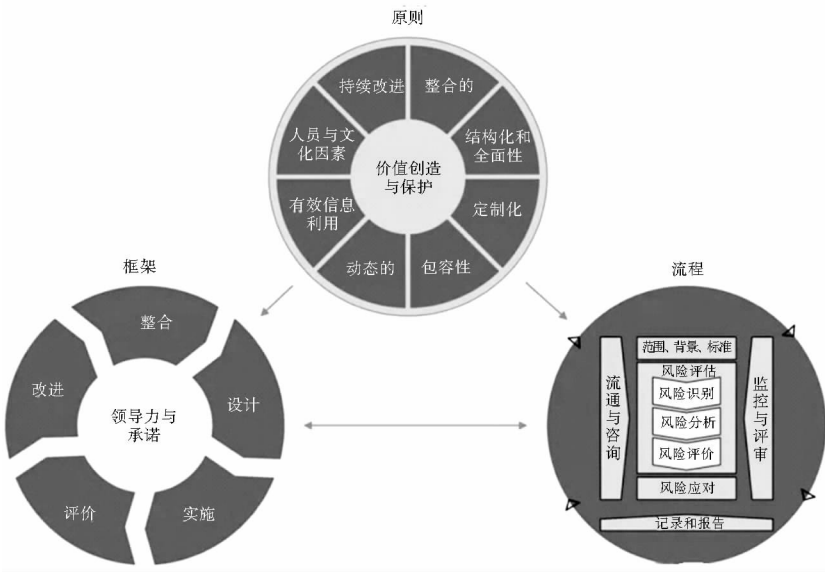 原则
持续改进
整合的
人员与文
化因素
结构化和
全面性
价值创造
与保护
有效信息
利用
定制化
动态的
包容性
框架
整合
改进
设计
领导力与
承诺
评价
实施
流程
范围、背景、标准
风险评估
风险识别
风险分析
风险评价
风险应对
流通与咨询
监控与评审
记录和报告